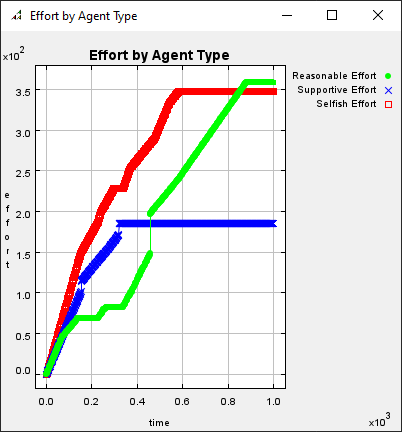 Effort by Agent Type
x10²
Effort by Agent Type
Reasonable Effort
Supportive Effort
Selfish Effort
3.5
3.0
2.5
2.0
1.5
1.0
0.5
0.0
effort
0.0 0.2 0.4 0.6 0.8 1.0
time
x10³